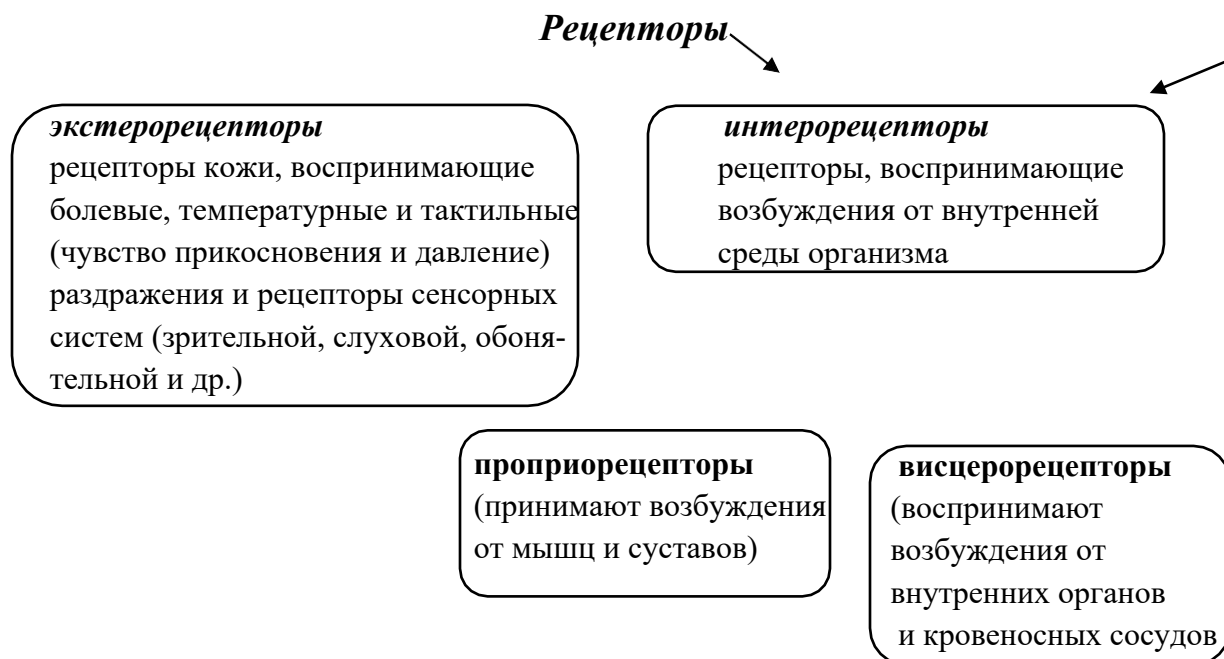 Рецепторы
экстерорецепторы
рецепторы кожи, воспринимающие
болевые, температурные и тактильные
(чувство прикосновения и давление)
раздражения и рецепторы сенсорных
систем (зрительной, слуховой, обоня-
тельной и др.)
интерорецепторы
рецепторы, воспринимающие
возбуждения от внутренней
среды организма
проприорецепторы
(принимают возбуждения
от мышц и суставов)
висцерорецепторы
(воспринимают
возбуждения от
внутренних органов
и кровеносных сосудов